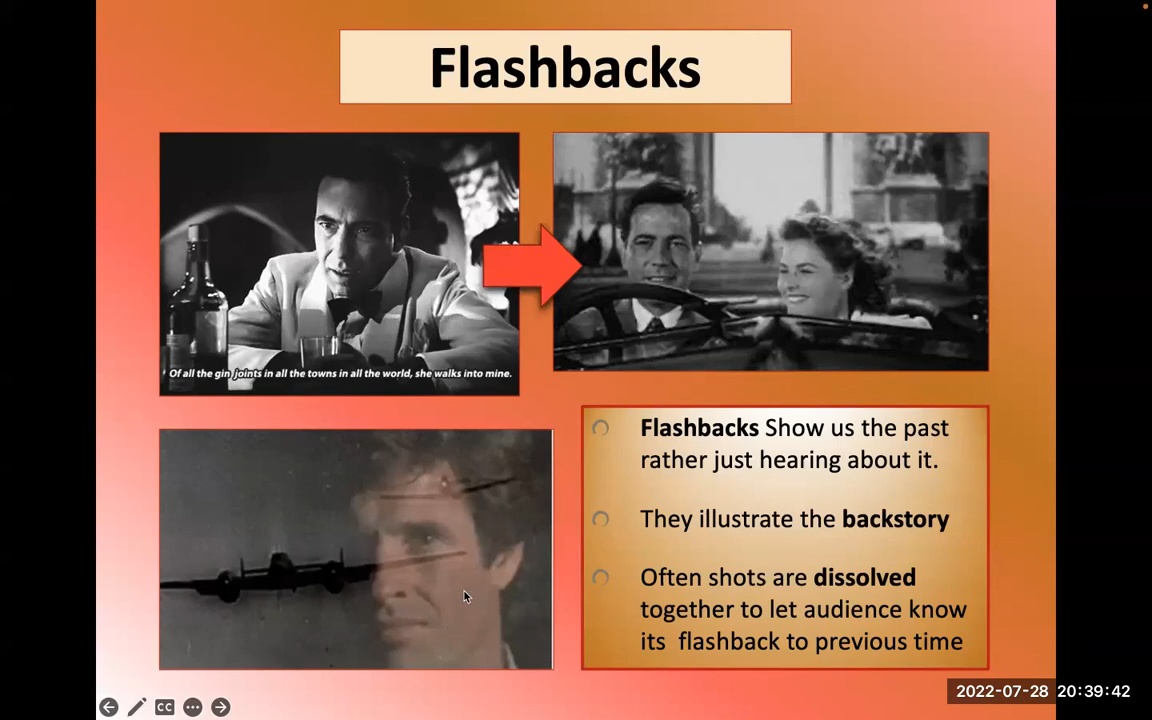 Flashbacks
Of all the gin joints in all the towns in all the world, she walks into mine.
Flashbacks Show us the past
rather just hearing about it.
They illustrate the backstory
Often shots are dissolved
together to let audience know
its flashback to previous time
CC
2022-07-28 20:39:42